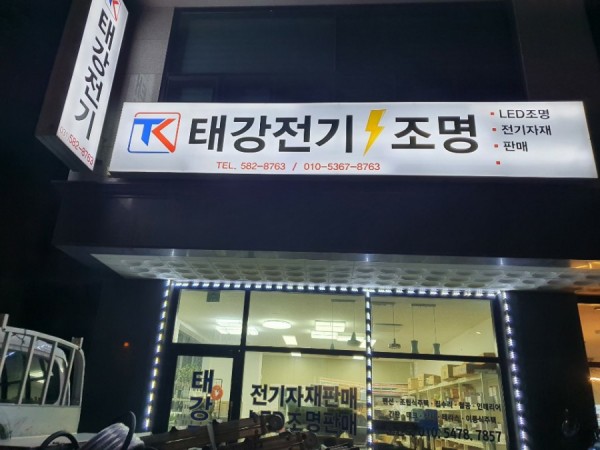 태강전기
582-8763
TK 태강전기 조명
TEL. 582-8763 / 010-5367-8763
· LED조명
· 전기자재
· 판매
태강
전기자재판매
LED조명판매
5478. 7857